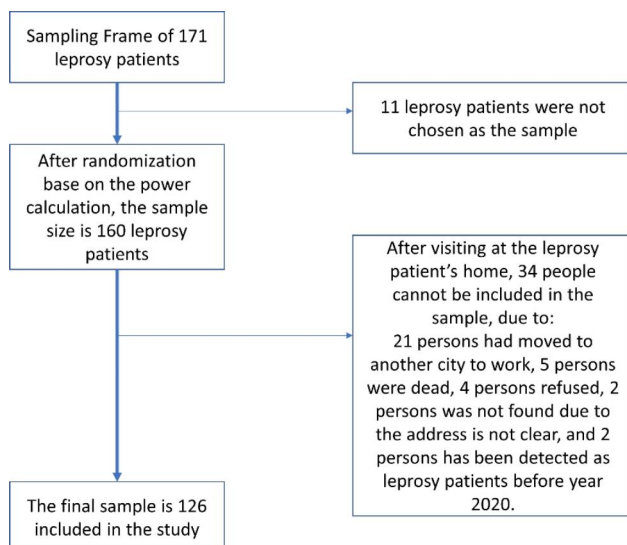 Sampling Frame of 171
leprosy patients
11 leprosy patients were not
chosen as the sample
After randomization
base on the power
calculation, the sample
size is 160 leprosy
patients
After visiting at the leprosy
patient's home, 34 people
cannot be included in the
sample, due to:
21 persons had moved to
another city to work, 5 persons
were dead, 4 persons refused, 2
persons was not found due to
the address is not clear, and 2
persons has been detected as
leprosy patients before year
2020.
The final sample is 126
included in the study